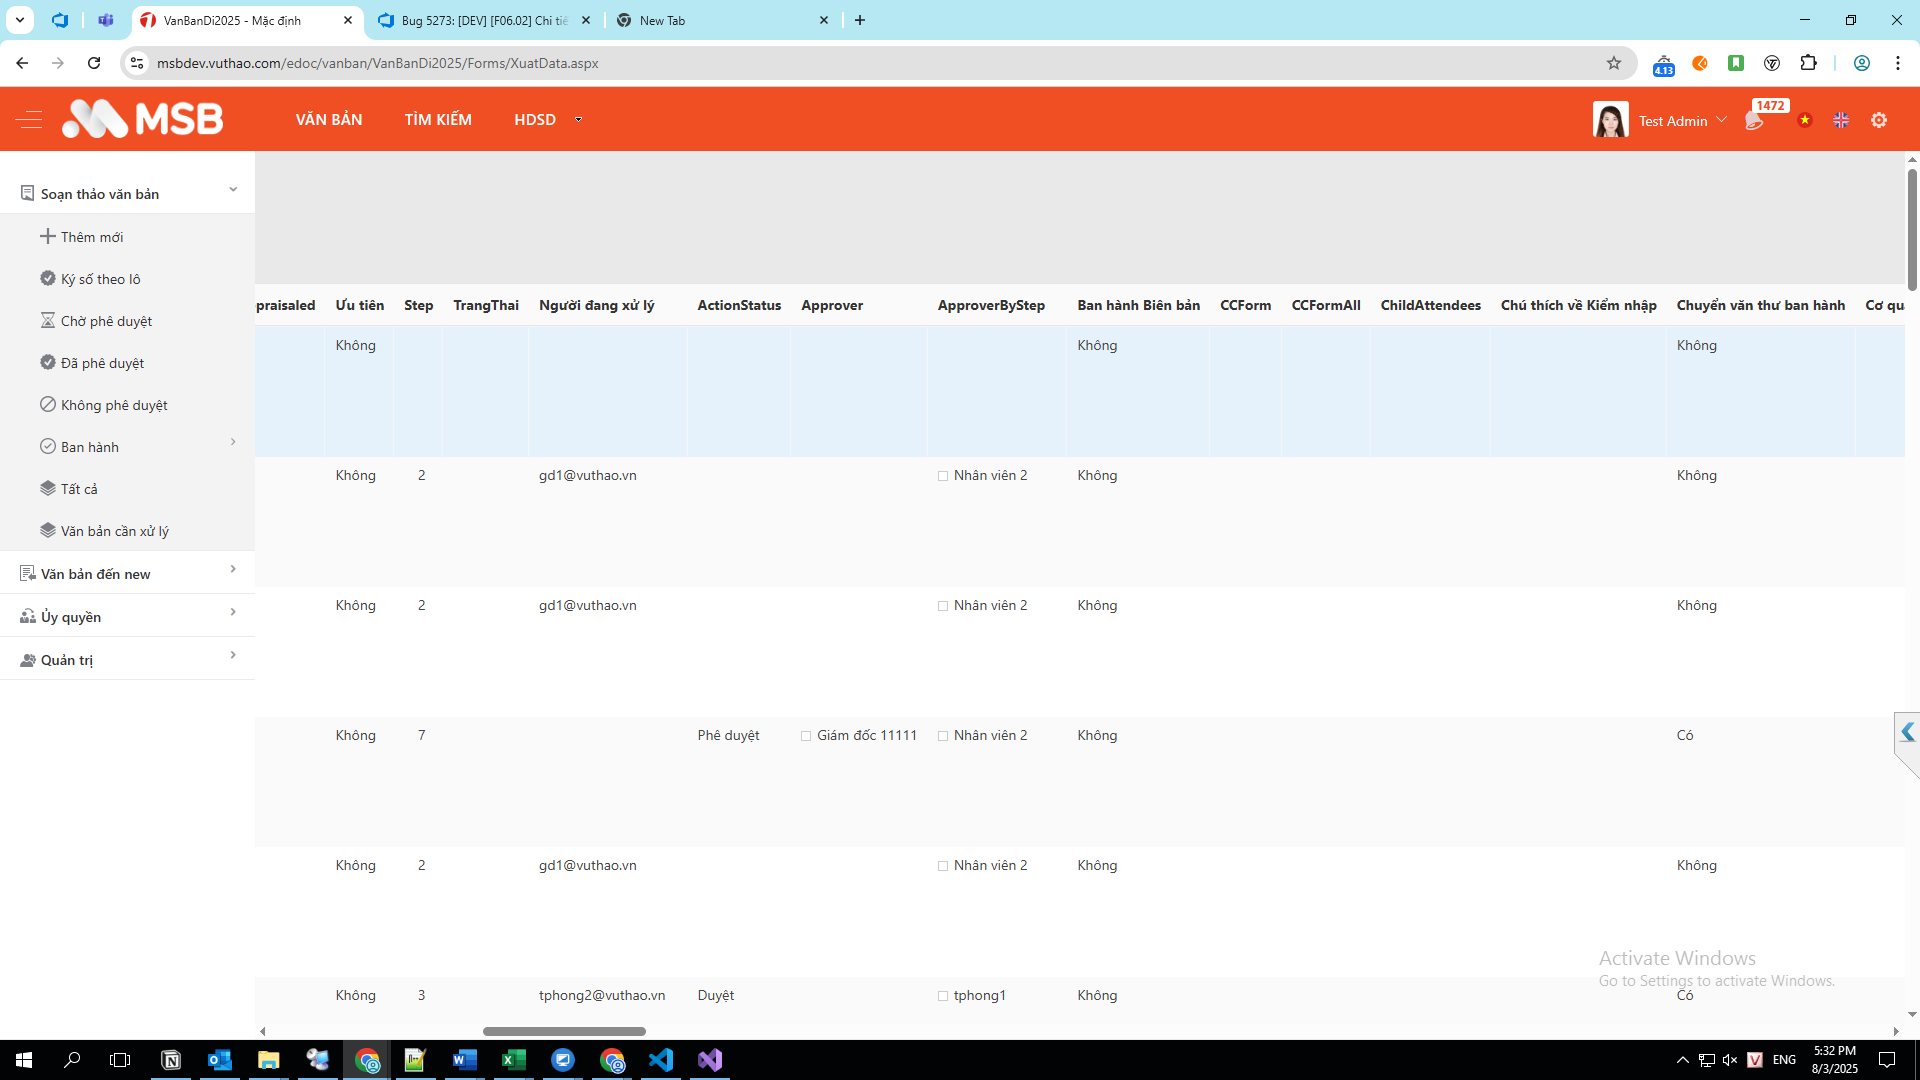 VanBanDi2025 - Mặc định
Bug 5273: [DEV] [F06.02] Chi tiế
New Tab
msbdev.vuthao.com/edoc/vanban/VanBanDi2025/Forms/XuatData.aspx
4.13
MSB
VĂN BẢN TÌM KIẾM HDSD
Test Admin
1472
Soạn thảo văn bản
Thêm mới
Ký số theo lô
Chờ phê duyệt
Đã phê duyệt
Không phê duyệt
Ban hành
Tất cả
Văn bản cần xử lý
Văn bản đến new
Ủy quyền
Quản trị
praisaled Ưu tiên Step TrangThai Người đang xử lý ActionStatus Approver ApproverByStep Ban hành Biên bản CCForm CCFormAll ChildAttendees Chú thích về Kiểm nhập Chuyển văn thư ban hành Cơ qu
Không Không Không
Không 2 gd1@vuthao.vn Nhân viên 2 Không Không
Không 2 gd1@vuthao.vn Nhân viên 2 Không Không
Không 7 Phê duyệt Giám đốc 11111 Nhân viên 2 Không Có
Không 2 gd1@vuthao.vn Nhân viên 2 Không Không
Không 3 tphong2@vuthao.vn Duyệt tphong1 Không Có
Activate Windows
Go to Settings to activate Windows.
ENG
5:32 PM
8/3/2025